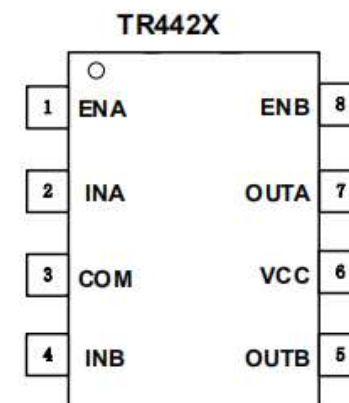 TR442X
1 ENA ENB 8
2 INA OUTA 7
3 COM VCC 6
4 INB OUTB 5